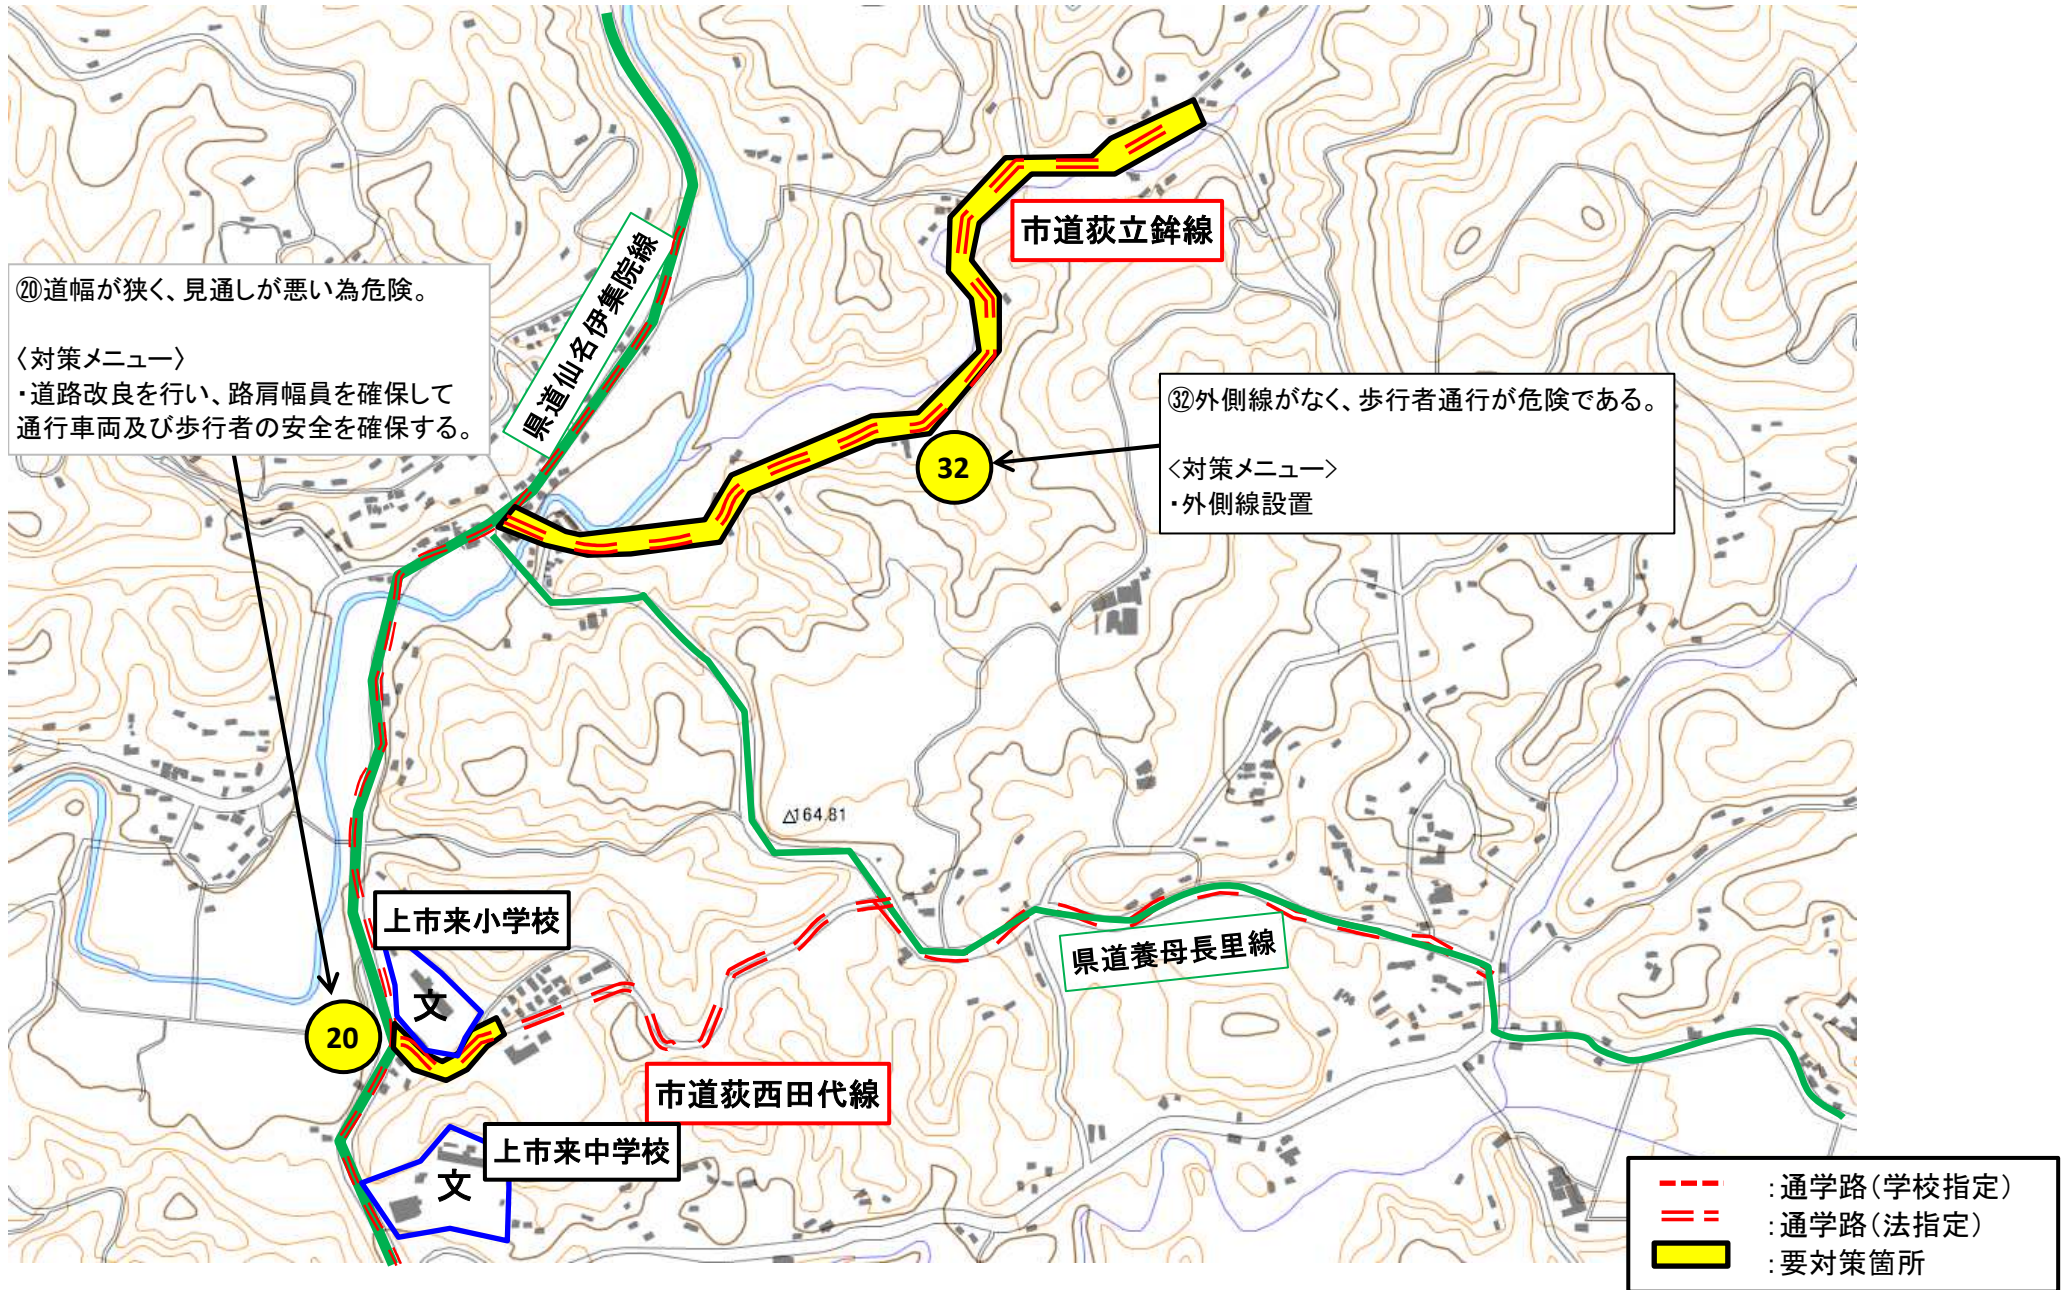 市道荻立鉾線
県道仙名伊集院線
⑳道幅が狭く、見通しが悪い為危険。
〈対策メニュー〉
・道路改良を行い、路肩幅員を確保して
通行車両及び歩行者の安全を確保する。
㉜外側線がなく、歩行者通行が危険である。
〈対策メニュー〉
・外側線設置
32
△164.81
上市来小学校
文
県道養母長里線
20
市道荻西田代線
上市来中学校
文
:通学路(学校指定)
:通学路(法指定)
:要対策箇所